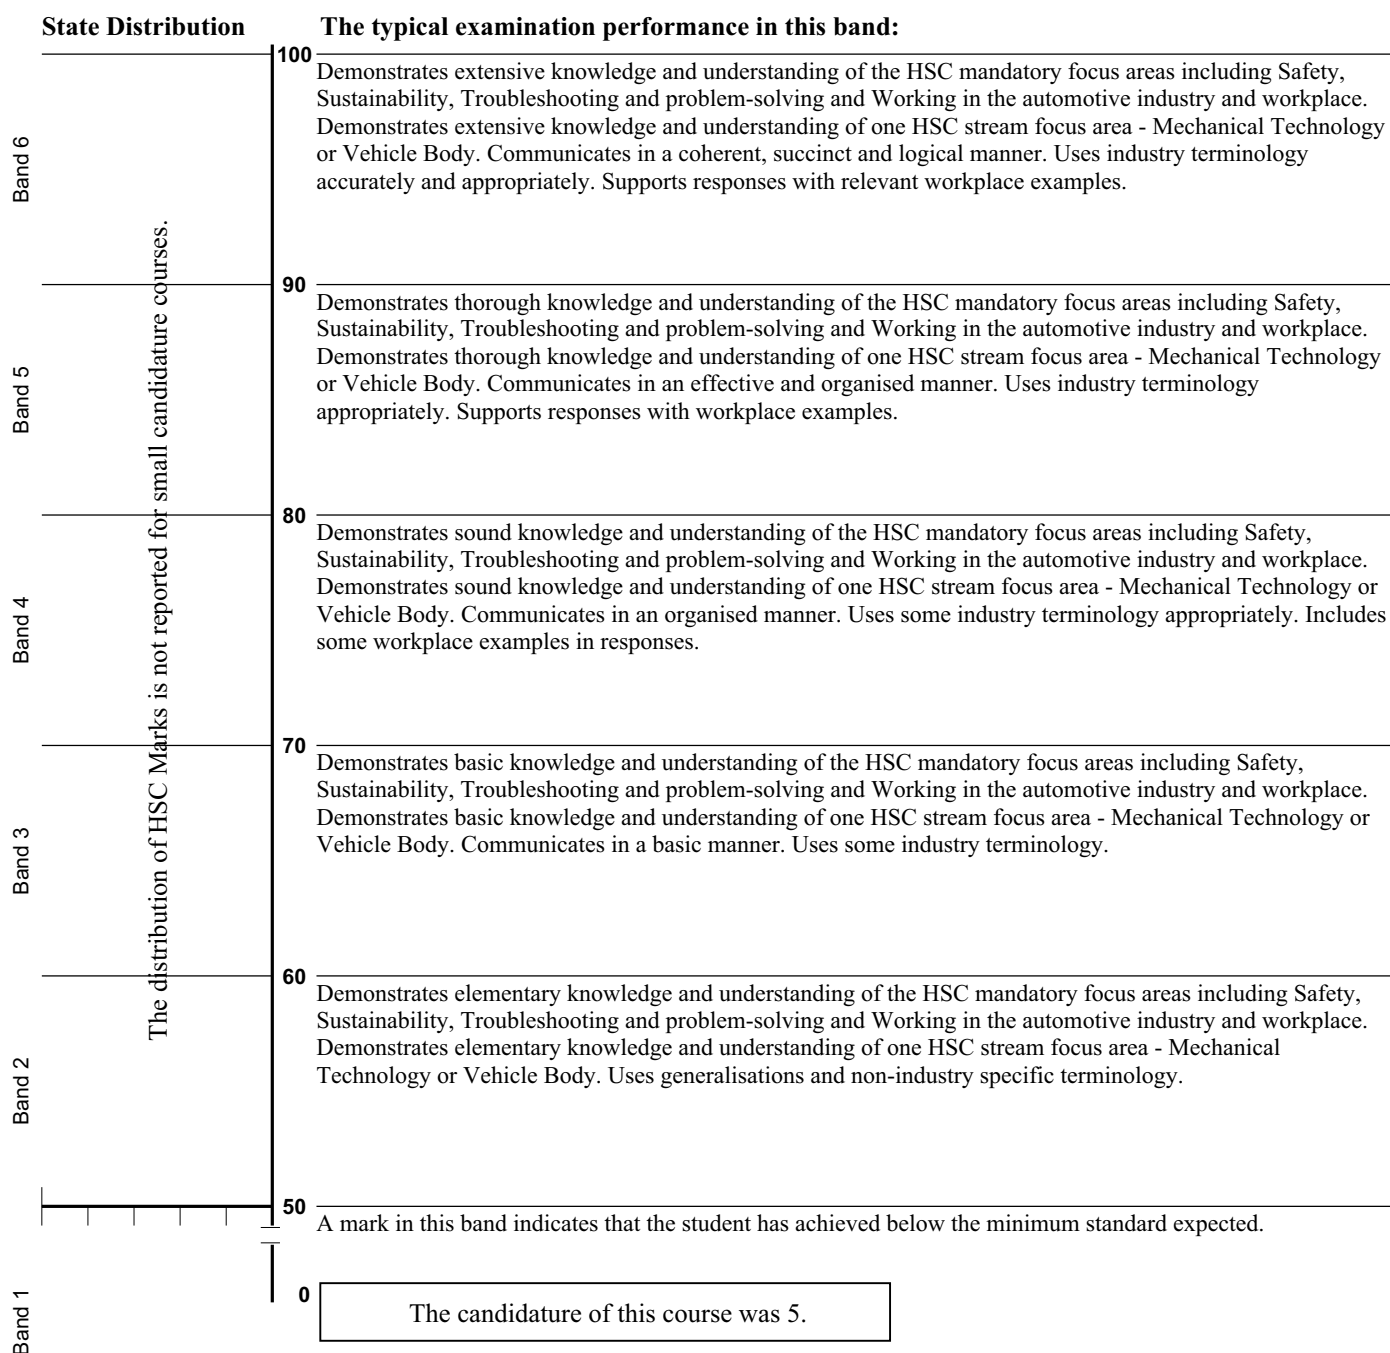 State Distribution
The typical examination performance in this band:
100
Demonstrates extensive knowledge and understanding of the HSC mandatory focus areas including Safety,
Sustainability, Troubleshooting and problem-solving and Working in the automotive industry and workplace.
Demonstrates extensive knowledge and understanding of one HSC stream focus area - Mechanical Technology
or Vehicle Body. Communicates in a coherent, succinct and logical manner. Uses industry terminology
accurately and appropriately. Supports responses with relevant workplace examples.
Band 6
The distribution of HSC Marks is not reported for small candidature courses.
90
Demonstrates thorough knowledge and understanding of the HSC mandatory focus areas including Safety,
Sustainability, Troubleshooting and problem-solving and Working in the automotive industry and workplace.
Demonstrates thorough knowledge and understanding of one HSC stream focus area - Mechanical Technology
or Vehicle Body. Communicates in an effective and organised manner. Uses industry terminology
appropriately. Supports responses with workplace examples.
Band 5
80
Demonstrates sound knowledge and understanding of the HSC mandatory focus areas including Safety,
Sustainability, Troubleshooting and problem-solving and Working in the automotive industry and workplace.
Demonstrates sound knowledge and understanding of one HSC stream focus area - Mechanical Technology or
Vehicle Body. Communicates in an organised manner. Uses some industry terminology appropriately. Includes
some workplace examples in responses.
Band 4
70
Demonstrates basic knowledge and understanding of the HSC mandatory focus areas including Safety,
Sustainability, Troubleshooting and problem-solving and Working in the automotive industry and workplace.
Demonstrates basic knowledge and understanding of one HSC stream focus area - Mechanical Technology or
Vehicle Body. Communicates in a basic manner. Uses some industry terminology.
Band 3
60
Demonstrates elementary knowledge and understanding of the HSC mandatory focus areas including Safety,
Sustainability, Troubleshooting and problem-solving and Working in the automotive industry and workplace.
Demonstrates elementary knowledge and understanding of one HSC stream focus area - Mechanical
Technology or Vehicle Body. Uses generalisations and non-industry specific terminology.
Band 2
50
A mark in this band indicates that the student has achieved below the minimum standard expected.
0
Band 1
The candidature of this course was 5.